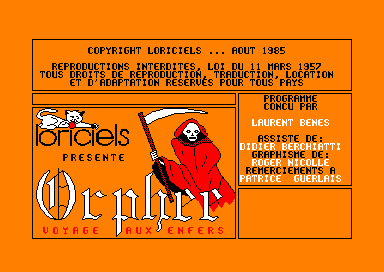 COPYRIGHT LORICIELS ... AOUT 1985
REPRODUCTIONS INTERDITES, LOI DU 11 MARS 1957
TOUS DROITS DE REPRODUCTION, TRADUCTION, LOCATION
ET D'ADAPTATION RESERVES POUR TOUS PAYS
loriciels
PRESENTE
Orphee
VOYAGE AUX ENFERS
PROGRAMME
CONCU PAR
LAURENT BENES
ASSISTE DE:
DIDIER BERCHIATTI
GRAPHISME DE:
ROGER NICOLLE
REMERCIEMENTS A
PATRICE GUERLAIS